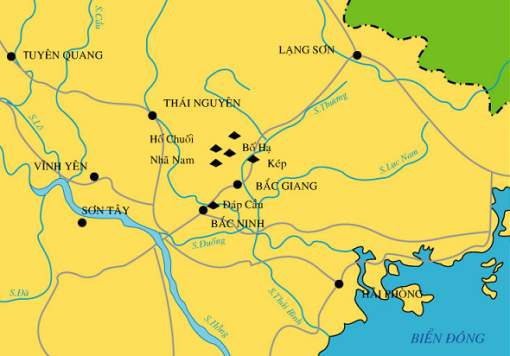 S.Cầu
TUYÊN QUANG
LẠNG SƠN
THÁI NGUYÊN
S.Thương
S.Lô
Hố Chuối
Bố Hạ
Nhã Nam
Kép
S.Lục Nam
VĨNH YÊN
BẮC GIANG
SƠN TÂY
Đáp Cầu
BẮC NINH
S.Đuống
S.Đà
S.Hồng
S.Thái Bình
HẢI PHÒNG
BIỂN ĐÔNG